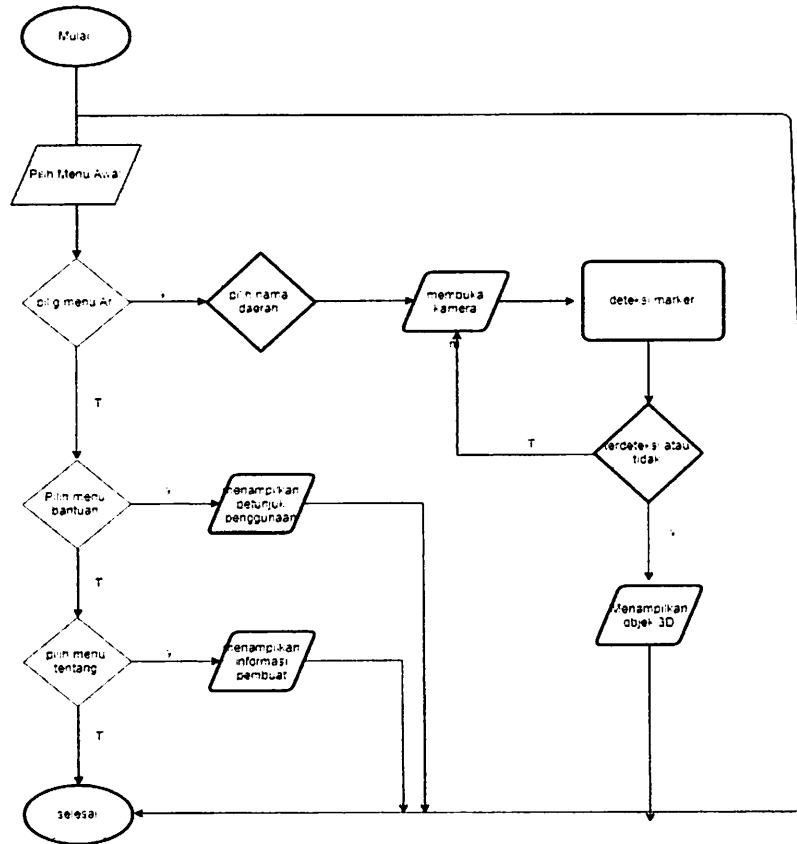 Mulai
Pilih Menu Awal
pilig menu Ar
pilih nama
daerah
membuka
kamera
deteksi marker
T
T
terdeteksi atau
tidak
Pilih menu
bantuan
menampilkan
petunjuk
penggunaan
T
Menampilkan
objek 3D
pilih menu
tentang
menampilkan
informasi
pembuat
T
selesai